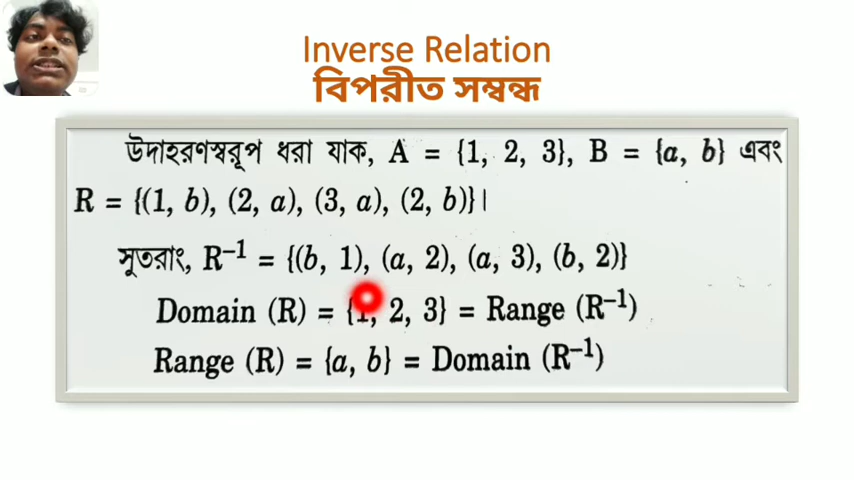 Inverse Relation
বিপরীত সম্বন্ধ
উদাহরণস্বরূপ ধরা যাক, A = {1, 2, 3}, B = {a, b} এবং
R = {(1, b), (2, a), (3, a), (2, b)}।
সুতরাং, R⁻¹ = {(b, 1), (a, 2), (a, 3), (b, 2)}
Domain (R) = {1, 2, 3} = Range (R⁻¹)
Range (R) = {a, b} = Domain (R⁻¹)